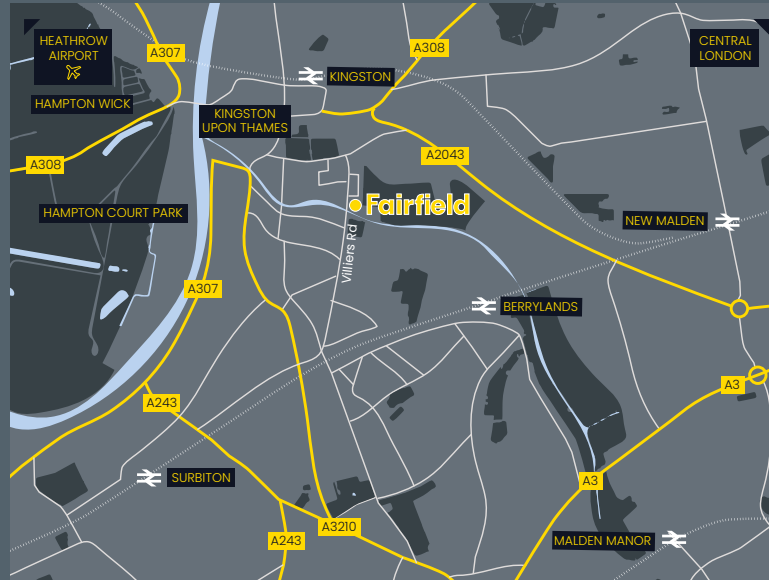 HEATHROW
AIRPORT
A307
A308
KINGSTON
CENTRAL
LONDON
HAMPTON WICK
KINGSTON
UPON THAMES
A308
A2043
HAMPTON COURT PARK
Fairfield
NEW MALDEN
Villiers Rd
A307
BERRYLANDS
A3
A243
SURBITON
A3
A3210
A243
MALDEN MANOR